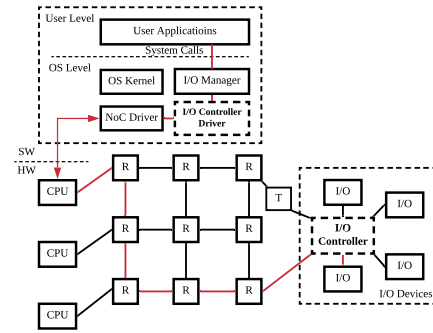 User Level
User Applicatioins
System Calls
OS Level
OS Kernel
I/O Manager
NoC Driver
I/O Controller
Driver
SW
HW
CPU
R
R
R
T
I/O
I/O
I/O
Controller
CPU
R
R
R
I/O
I/O
I/O Devices
CPU
R
R
R